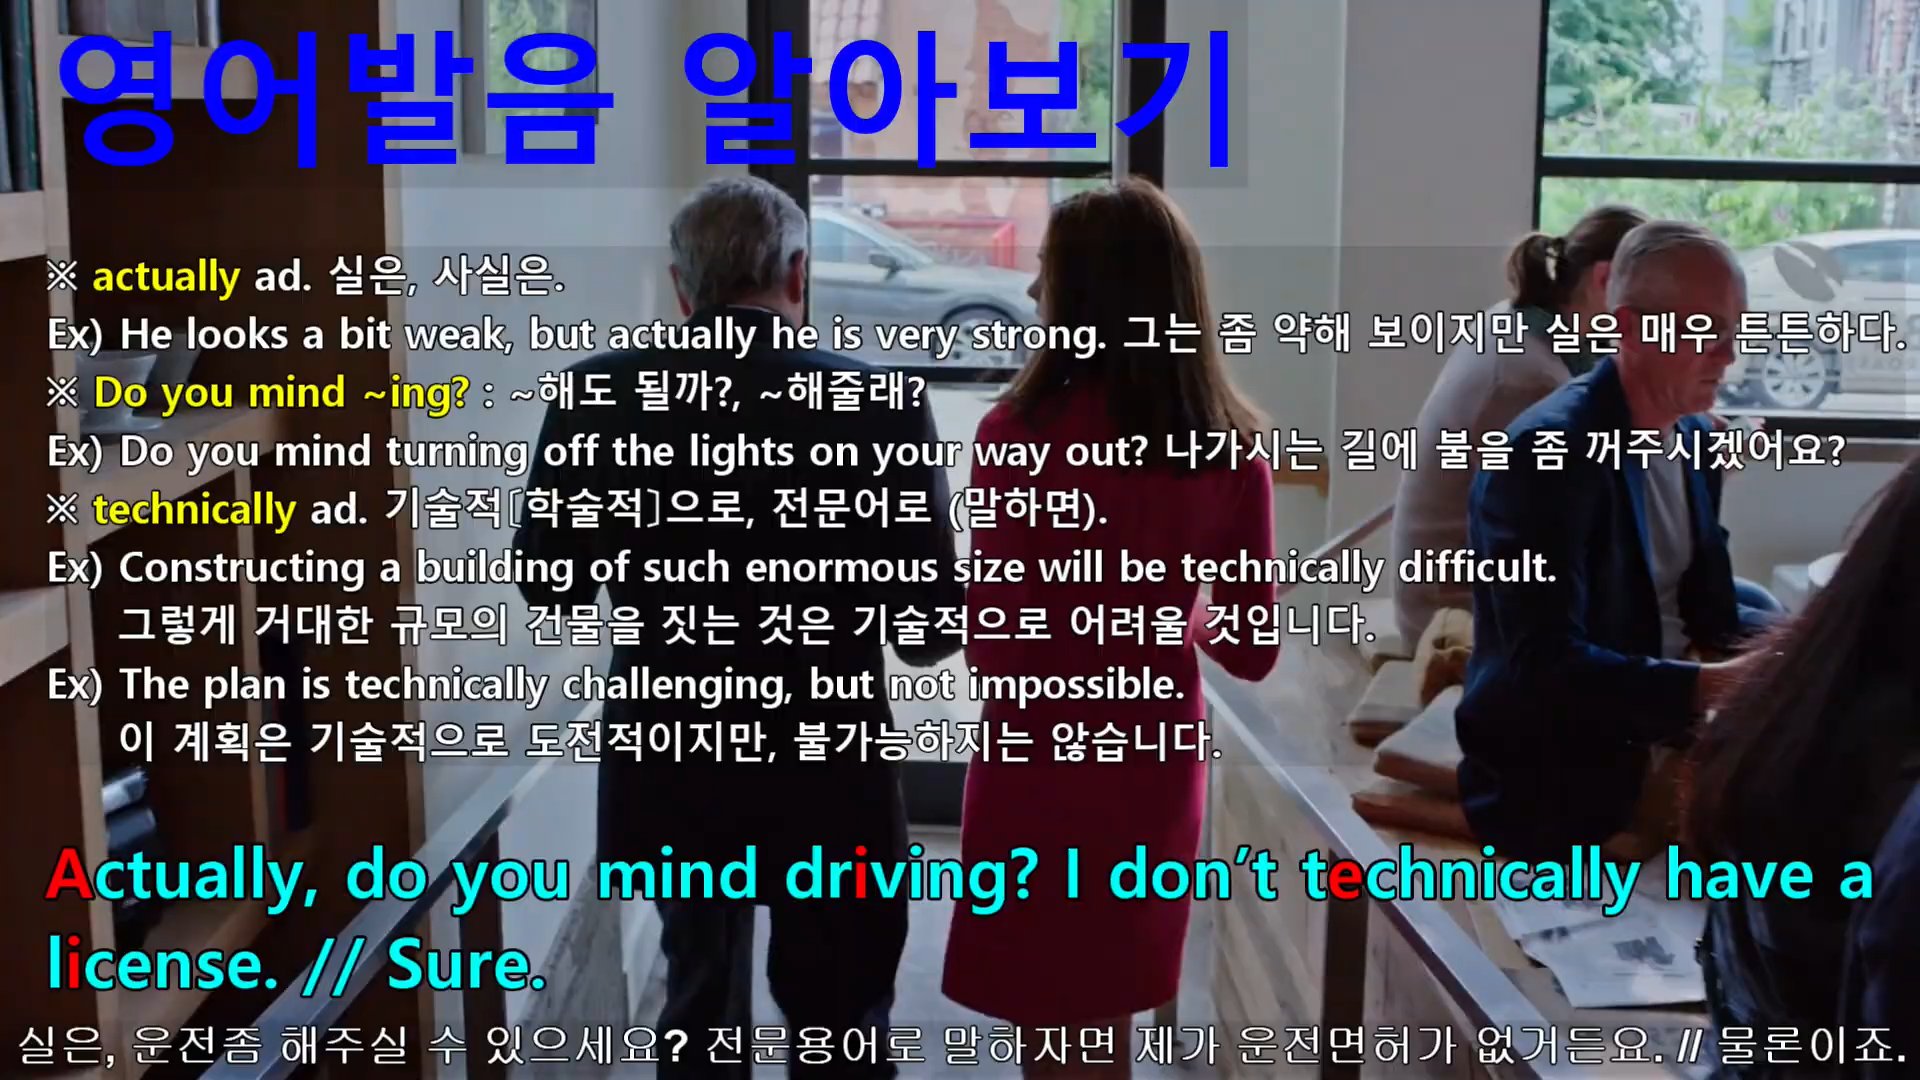 영어발음 알아보기
※ actually ad. 실은, 사실은.
Ex) He looks a bit weak, but actually he is very strong. 그는 좀 약해 보이지만 실은 매우 튼튼하다.
※ Do you mind ~ing? : ~해도 될까?, ~해줄래?
Ex) Do you mind turning off the lights on your way out? 나가시는 길에 불을 좀 꺼주시겠어요?
※ technically ad. 기술적[학술적]으로, 전문어로 (말하면).
Ex) Constructing a building of such enormous size will be technically difficult.
그렇게 거대한 규모의 건물을 짓는 것은 기술적으로 어려울 것입니다.
Ex) The plan is technically challenging, but not impossible.
이 계획은 기술적으로 도전적이지만, 불가능하지는 않습니다.
Actually, do you mind driving? I don’t technically have a
license. // Sure.
실은, 운전좀 해주실 수 있으세요? 전문용어로 말하자면 제가 운전면허가 없거든요. // 물론이죠.